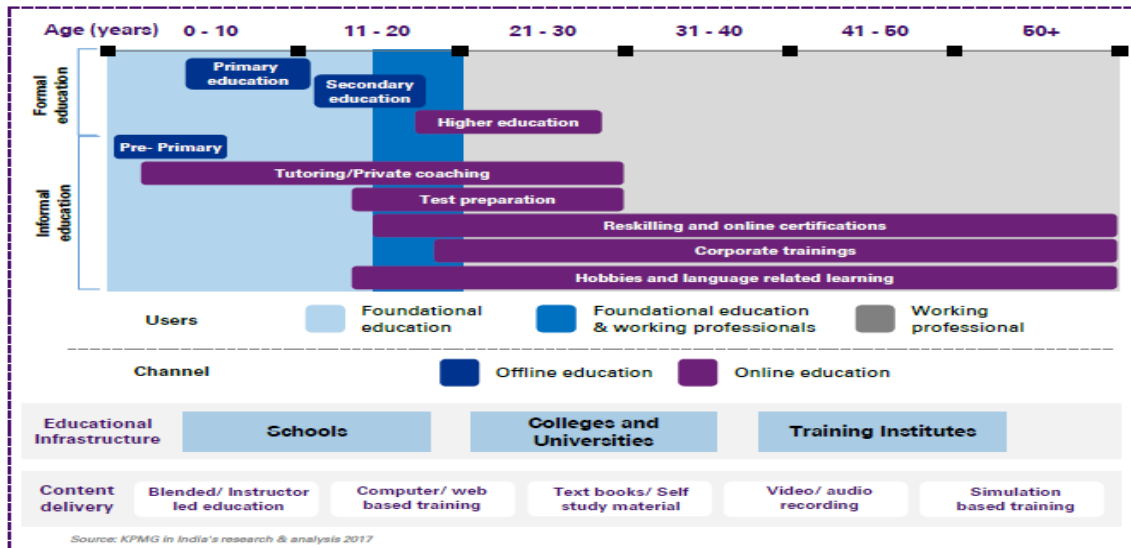 Age (years) 0 - 10 11 - 20 21 - 30 31 - 40 41 - 50 50+
Formal
education
Primary
education
Secondary
education
Higher education
Informal
education
Pre- Primary
Tutoring/Private coaching
Test preparation
Reskilling and online certifications
Corporate trainings
Hobbies and language related learning
Users
Foundational
education
Foundational education
& working professionals
Working
professional
Channel
Offline education
Online education
Educational
Infrastructure
Schools
Colleges and
Universities
Training Institutes
Content
delivery
Blended/ Instructor
led education
Computer/ web
based training
Text books/ Self
study material
Video/ audio
recording
Simulation
based training
Source: KPMG in India's research & analysis 2017